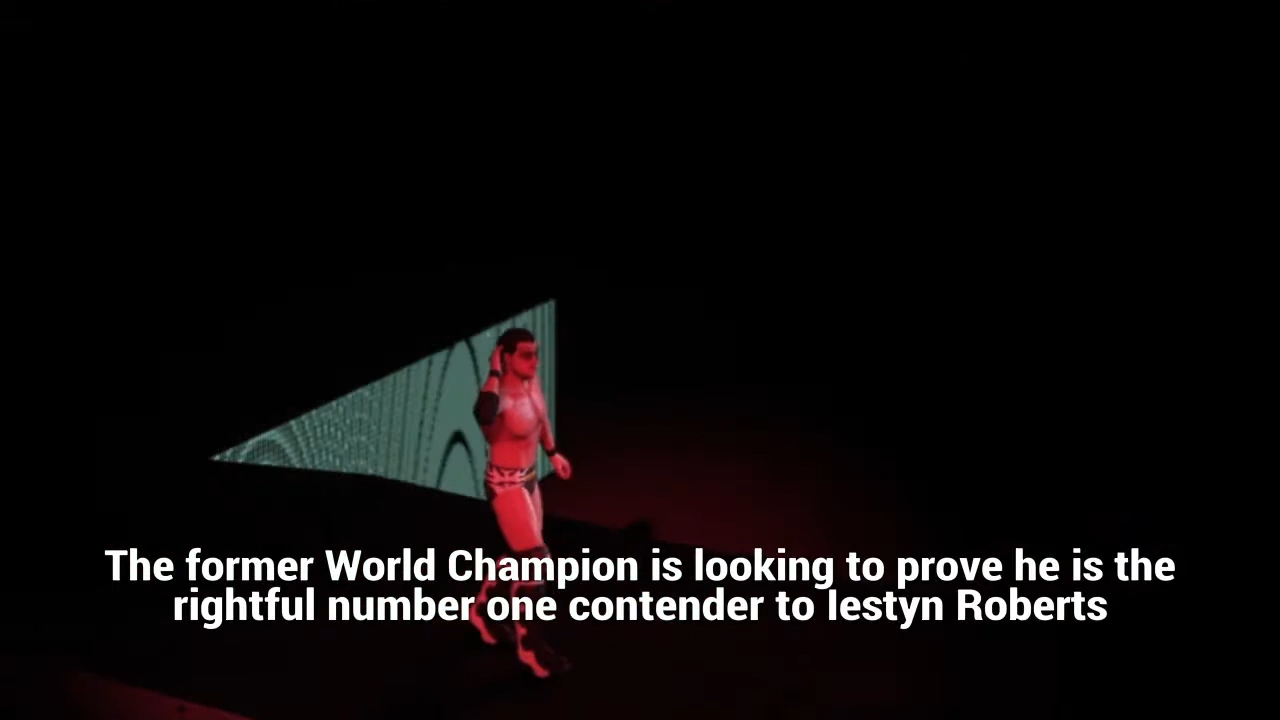 The former World Champion is looking to prove he is the
rightful number one contender to Iestyn Roberts